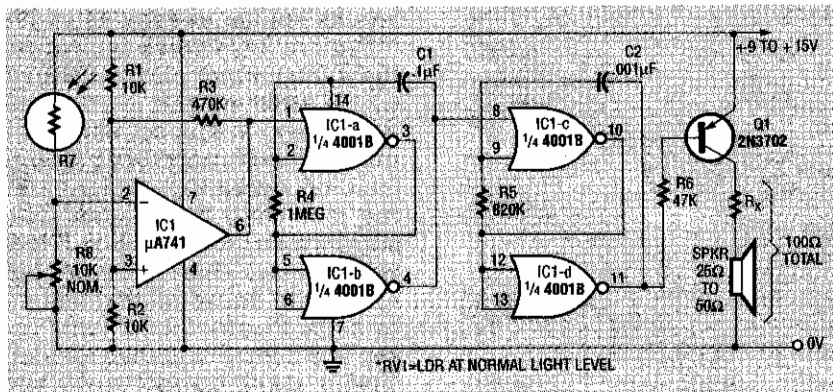 R7
R1
10K
R3
470K
C1
.1µF
C2
.001µF
+9 TO +15V
14
1
2
3
IC1-a
1/4 4001B
8
9
10
IC1-c
1/4 4001B
Q1
2N3702
2
3
7
6
4
IC1
µA741
R4
1MEG
R5
820K
R6
47K
RX
R8
10K
NOM.
R2
10K
5
6
4
7
IC1-b
1/4 4001B
12
13
11
IC1-d
1/4 4001B
SPKR
25Ω
TO
50Ω
100Ω
TOTAL
0V
*RV1=LDR AT NORMAL LIGHT LEVEL